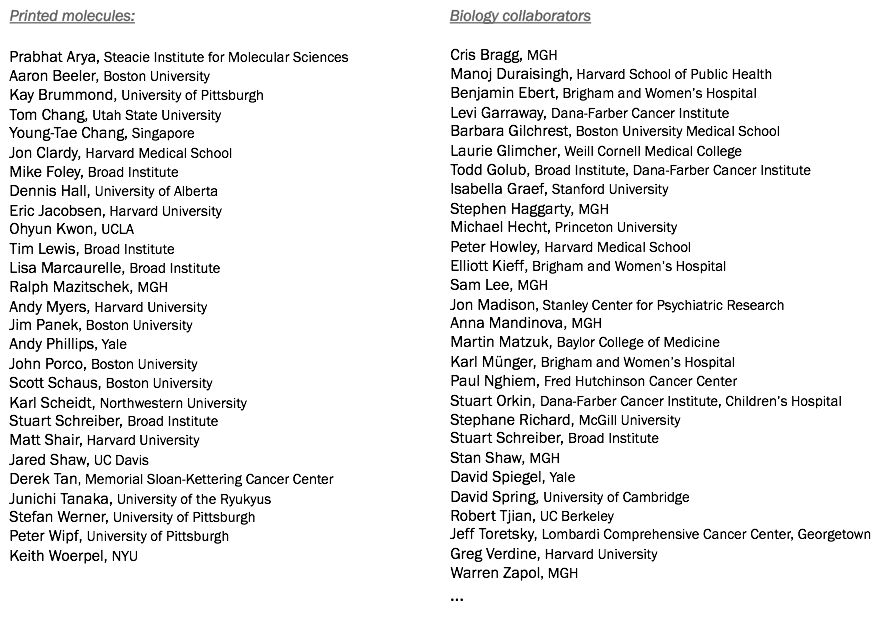 Printed molecules:
Prabhat Arya, Steacie Institute for Molecular Sciences
Aaron Beeler, Boston University
Kay Brummond, University of Pittsburgh
Tom Chang, Utah State University
Young-Tae Chang, Singapore
Jon Clardy, Harvard Medical School
Mike Foley, Broad Institute
Dennis Hall, University of Alberta
Eric Jacobsen, Harvard University
Ohyun Kwon, UCLA
Tim Lewis, Broad Institute
Lisa Marcaurelle, Broad Institute
Ralph Mazitschek, MGH
Andy Myers, Harvard University
Jim Panek, Boston University
Andy Phillips, Yale
John Porco, Boston University
Scott Schaus, Boston University
Karl Scheidt, Northwestern University
Stuart Schreiber, Broad Institute
Matt Shair, Harvard University
Jared Shaw, UC Davis
Derek Tan, Memorial Sloan-Kettering Cancer Center
Junichi Tanaka, University of the Ryukyus
Stefan Werner, University of Pittsburgh
Peter Wipf, University of Pittsburgh
Keith Woerpel, NYU
Biology collaborators
Cris Bragg, MGH
Manoj Duraisingh, Harvard School of Public Health
Benjamin Ebert, Brigham and Women's Hospital
Levi Garraway, Dana-Farber Cancer Institute
Barbara Gilchrest, Boston University Medical School
Laurie Glimcher, Weill Cornell Medical College
Todd Golub, Broad Institute, Dana-Farber Cancer Institute
Isabella Graef, Stanford University
Stephen Haggarty, MGH
Michael Hecht, Princeton University
Peter Howley, Harvard Medical School
Elliott Kieff, Brigham and Women's Hospital
Sam Lee, MGH
Jon Madison, Stanley Center for Psychiatric Research
Anna Mandinova, MGH
Martin Matzuk, Baylor College of Medicine
Karl Münger, Brigham and Women's Hospital
Paul Nghiem, Fred Hutchinson Cancer Center
Stuart Orkin, Dana-Farber Cancer Institute, Children's Hospital
Stephane Richard, McGill University
Stuart Schreiber, Broad Institute
Stan Shaw, MGH
David Spiegel, Yale
David Spring, University of Cambridge
Robert Tjian, UC Berkeley
Jeff Toretsky, Lombardi Comprehensive Cancer Center, Georgetown
Greg Verdine, Harvard University
Warren Zapol, MGH
...